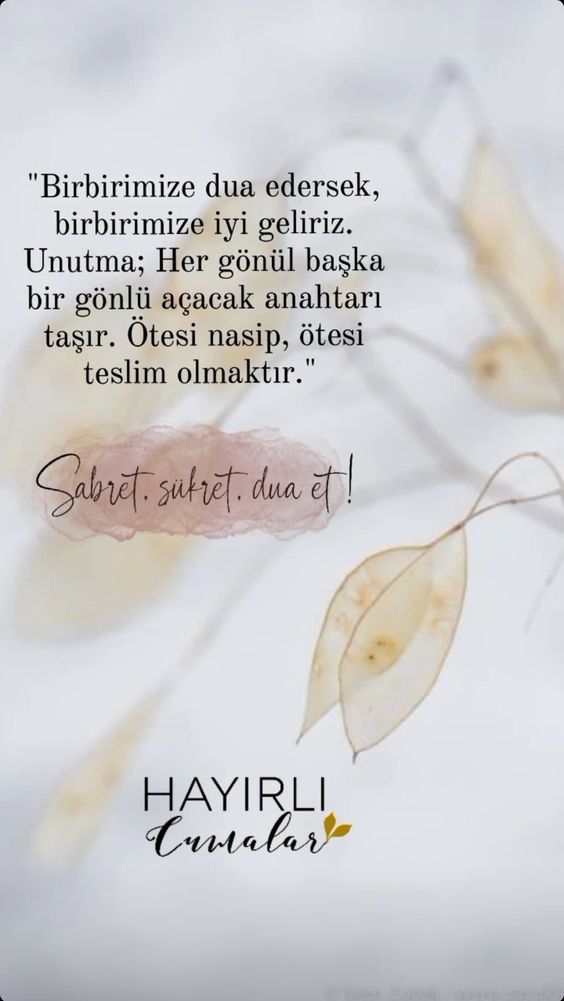 "Birbirimize dua edersek,
birbirimize iyi geliriz.
Unutma; Her gönül başka
bir gönlü açacak anahtarı
taşır. Ötesi nasip, ötesi
teslim olmaktır."
Sabret. şükret. dua et!
HAYIRLI
Cumalar